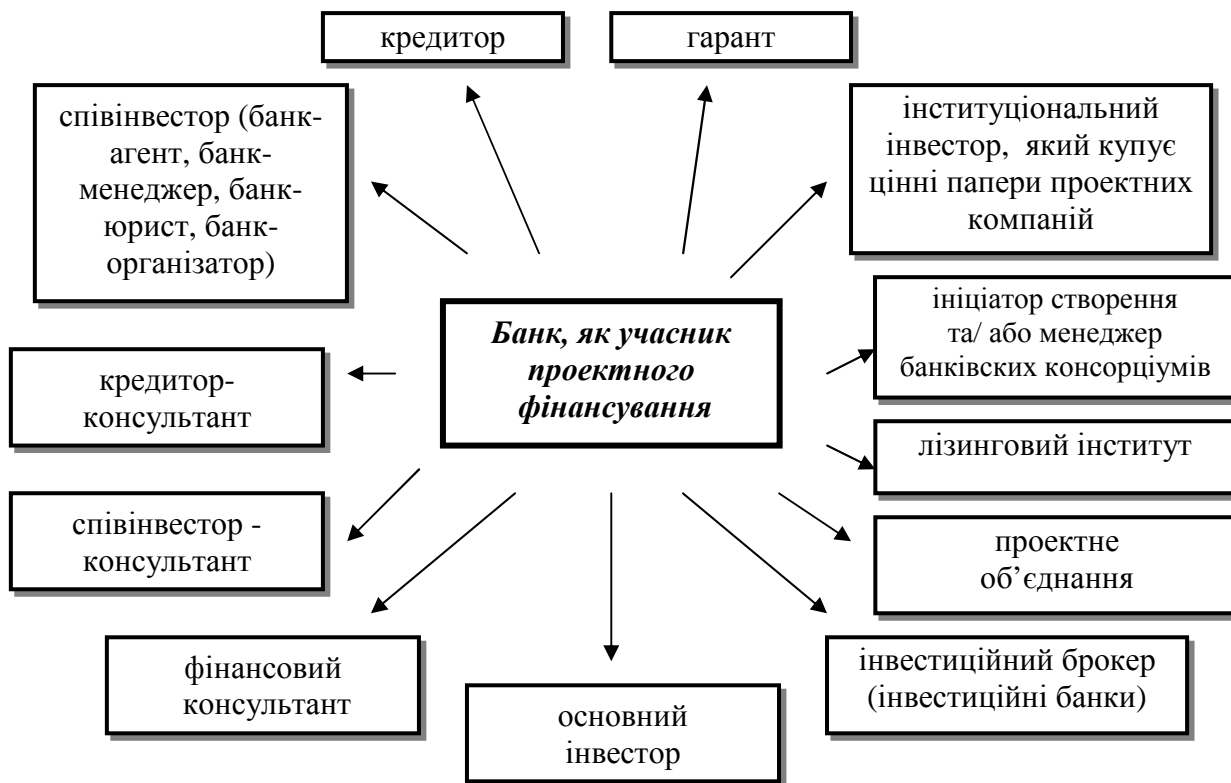 кредитор
гарант
співінвестор (банк-
агент, банк-
менеджер, банк-
юрист, банк-
організатор)
інституціональний
інвестор, який купує
цінні папери проектних
компаній
Банк, як учасник
проектного
фінансування
ініціатор створення
та/ або менеджер
банківских консорціумів
кредитор-
консультант
лізинговий інститут
співінвестор -
консультант
проектне
об’єднання
фінансовий
консультант
основний
інвестор
інвестиційний брокер
(інвестиційні банки)